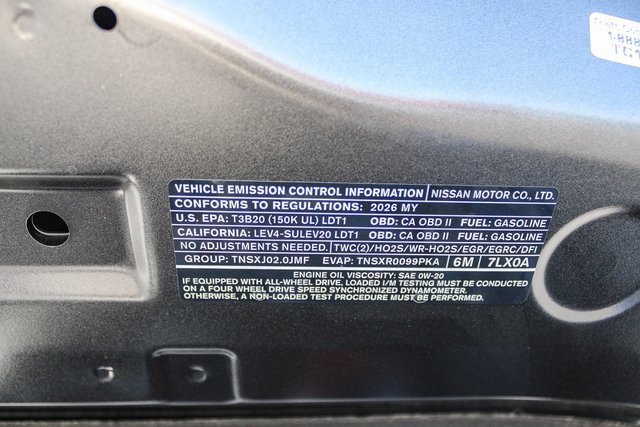 1-888
TC1
VEHICLE EMISSION CONTROL INFORMATION NISSAN MOTOR CO., LTD.
CONFORMS TO REGULATIONS: 2026 MY
U.S. EPA: T3B20 (150K UL) LDT1 OBD: CA OBD II FUEL: GASOLINE
CALIFORNIA: LEV4-SULEV20 LDT1 OBD: CA OBD II FUEL: GASOLINE
NO ADJUSTMENTS NEEDED. TWC(2)/HO2S/WR-HO2S/EGR/EGRC/DFI
GROUP: TNSXJ02.0JMF EVAP: TNSXR0099PKA 6M 7LX0A
ENGINE OIL VISCOSITY: SAE 0W-20
IF EQUIPPED WITH ALL-WHEEL DRIVE, LOADED I/M TESTING MUST BE CONDUCTED
ON A FOUR WHEEL DRIVE SPEED SYNCHRONIZED DYNAMOMETER.
OTHERWISE, A NON-LOADED TEST PROCEDURE MUST BE PERFORMED.